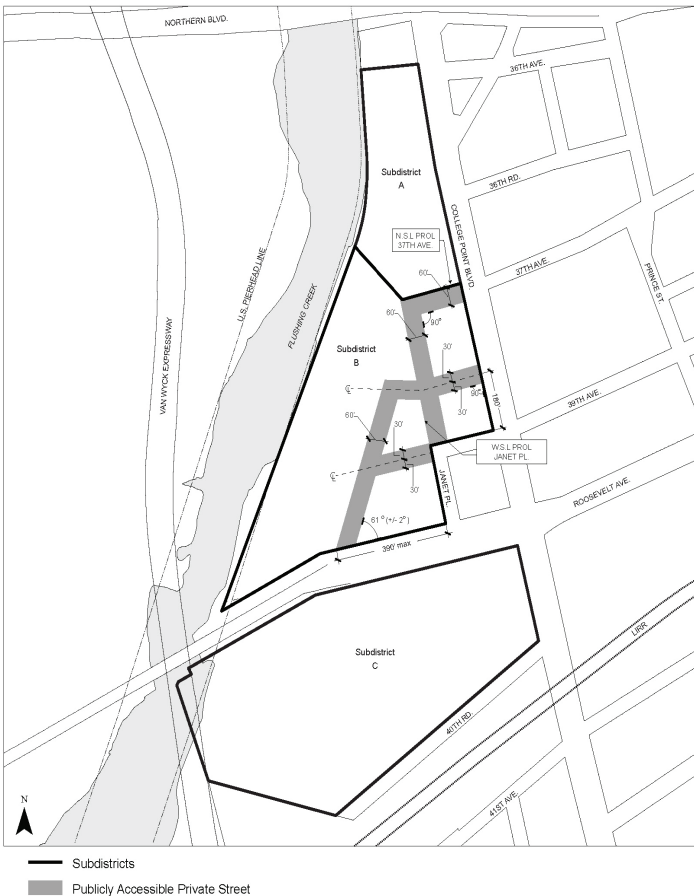 NORTHERN BLVD.
36TH AVE.
Subdistrict
A
36TH RD.
COLLEGE POINT BLVD.
N.S.L PROL
37TH AVE.
37TH AVE.
PRINCE ST.
U.S. PIERHEAD LINE
FLUSHING CREEK
VAN WYCK EXPRESSWAY
60'
60'
90°
Subdistrict
B
30'
30'
90°
180'
39TH AVE.
℄
60'
30'
30'
℄
W.S.L PROL
JANET PL.
JANET PL.
ROOSEVELT AVE.
61° (+/- 2°)
390' max
Subdistrict
C
LIRR
40TH RD.
41ST AVE.
N
Subdistricts
Publicly Accessible Private Street